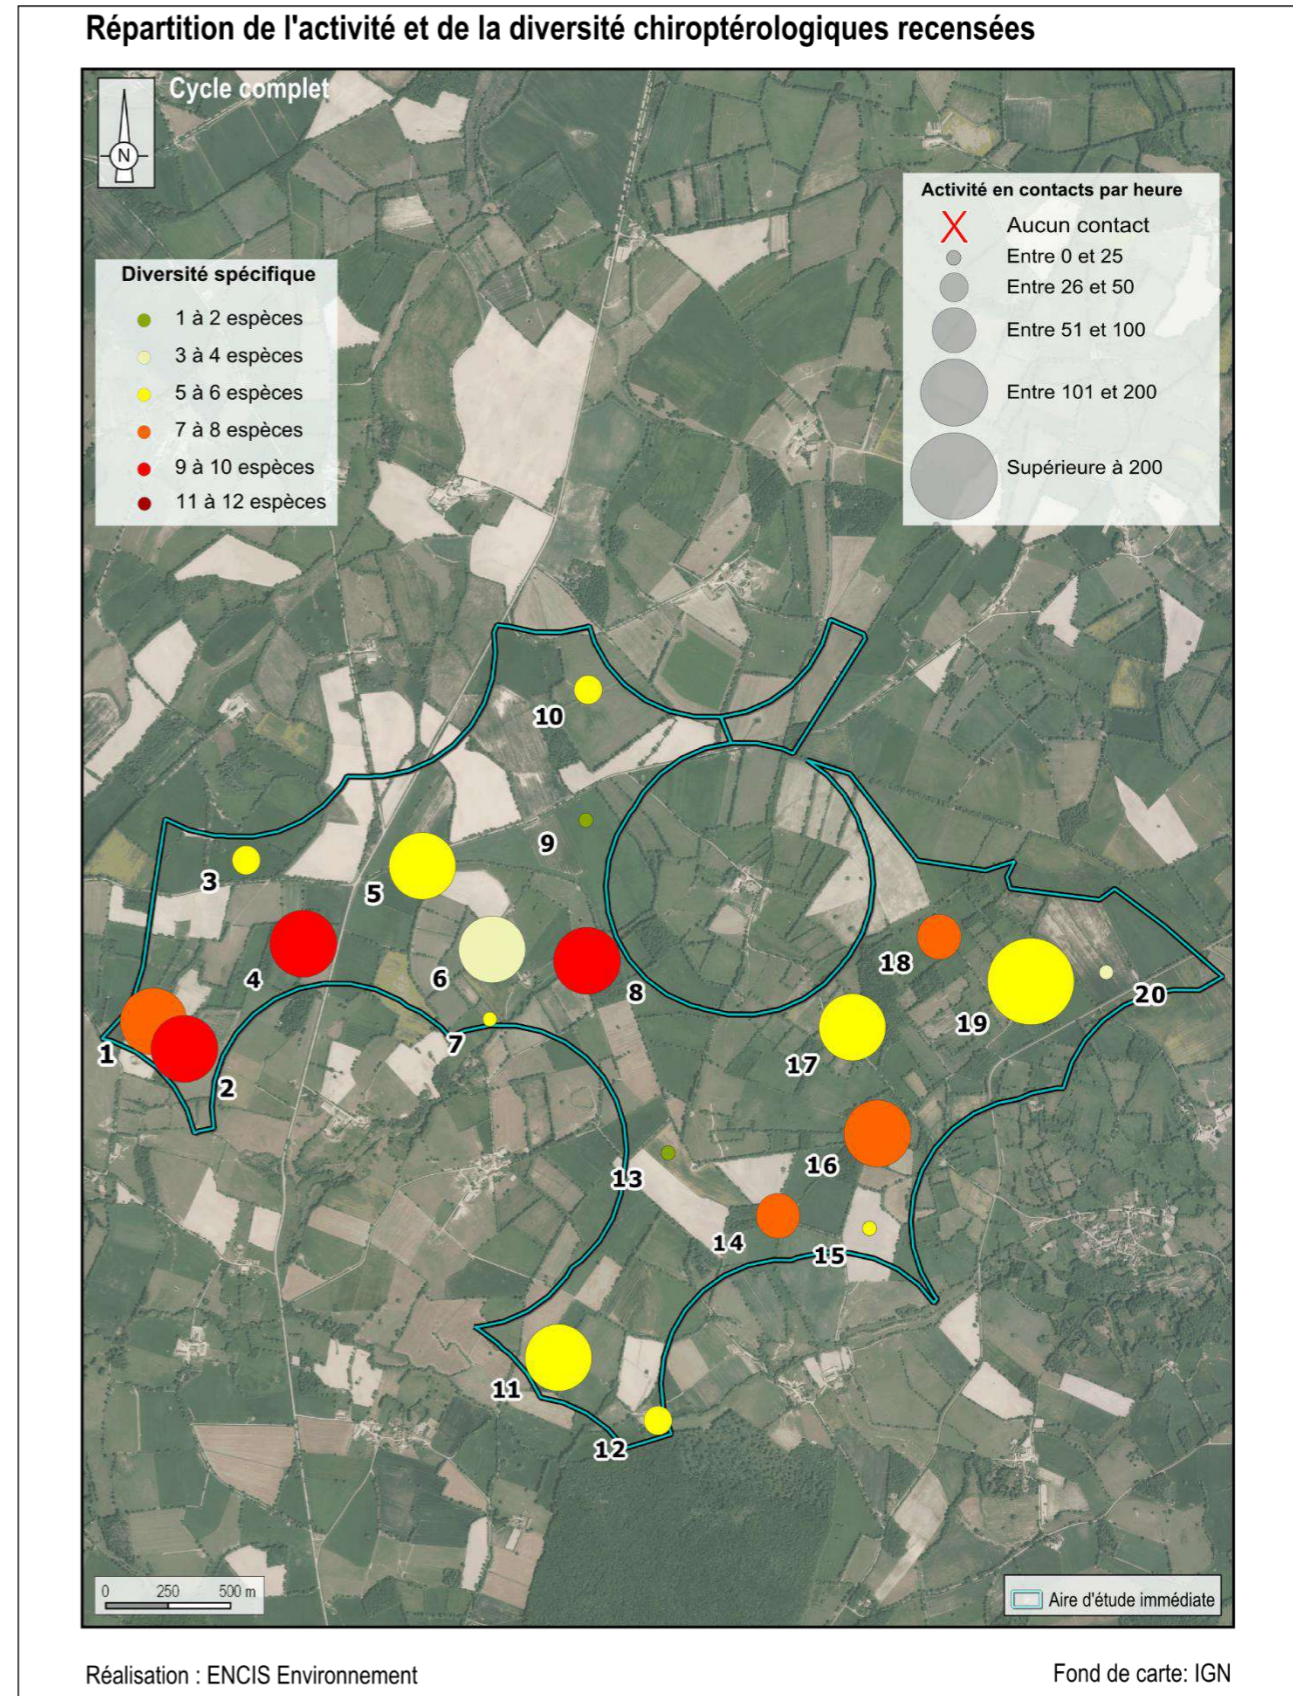 Répartition de l'activité et de la diversité chiroptérologiques recensées
Cycle complet
N
Activité en contacts par heure
Aucun contact
Entre 0 et 25
Entre 26 et 50
Entre 51 et 100
Entre 101 et 200
Supérieure à 200
Diversité spécifique
1 à 2 espèces
3 à 4 espèces
5 à 6 espèces
7 à 8 espèces
9 à 10 espèces
11 à 12 espèces
10
9
3
5
4
6
8
18
20
19
7
1
2
17
13
16
14
15
11
12
0 250 500 m
Aire d'étude immédiate
Réalisation : ENCIS Environnement
Fond de carte: IGN